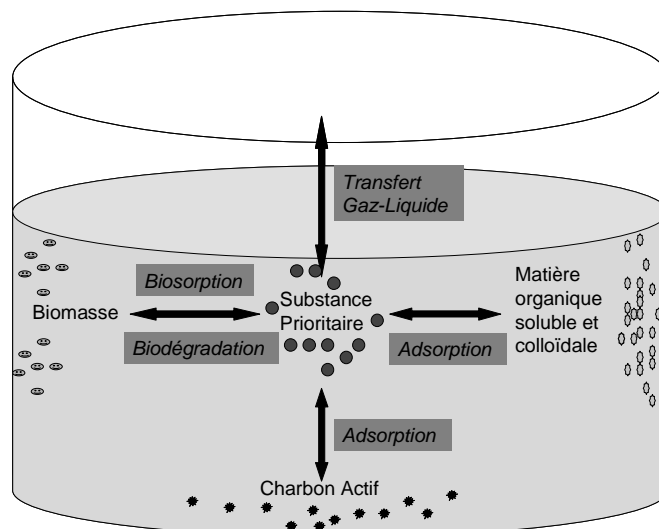 Transfert
Gaz-Liquide
Biosorption
Biomasse
Biodégradation
Substance
Prioritaire
Adsorption
Matière
organique
soluble et
colloïdale
Adsorption
Charbon Actif